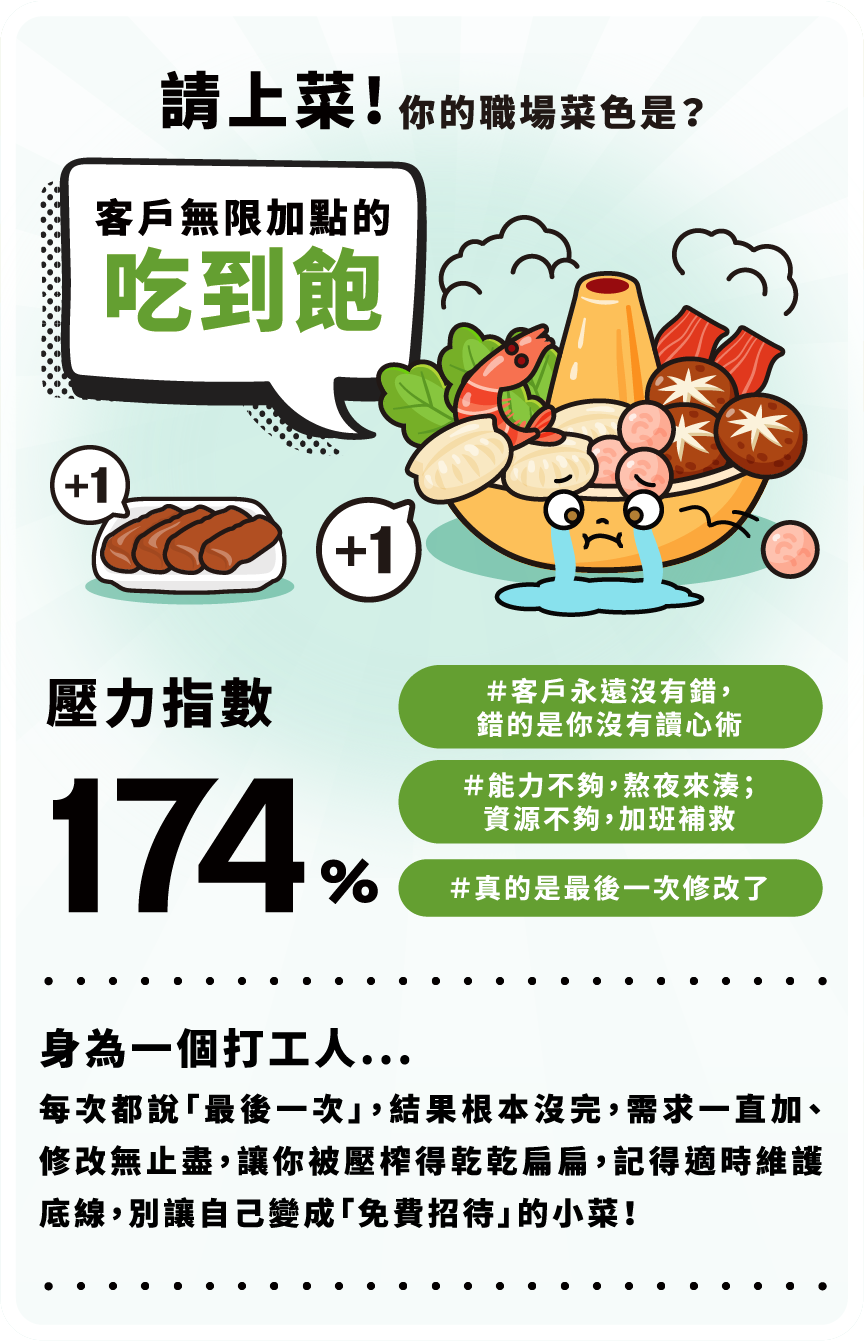 請上菜！你的職場菜色是？
客戶無限加點的
吃到飽
+1
+1
壓力指數
174%
#客戶永遠沒有錯，
錯的是你沒有讀心術
#能力不夠，熬夜來湊；
資源不夠，加班補救
#真的是最後一次修改了
身為一個打工人...
每次都說「最後一次」，結果根本沒完，需求一直加、
修改無止盡，讓你被壓榨得乾乾扁扁，記得適時維護
底線，別讓自己變成「免費招待」的小菜！